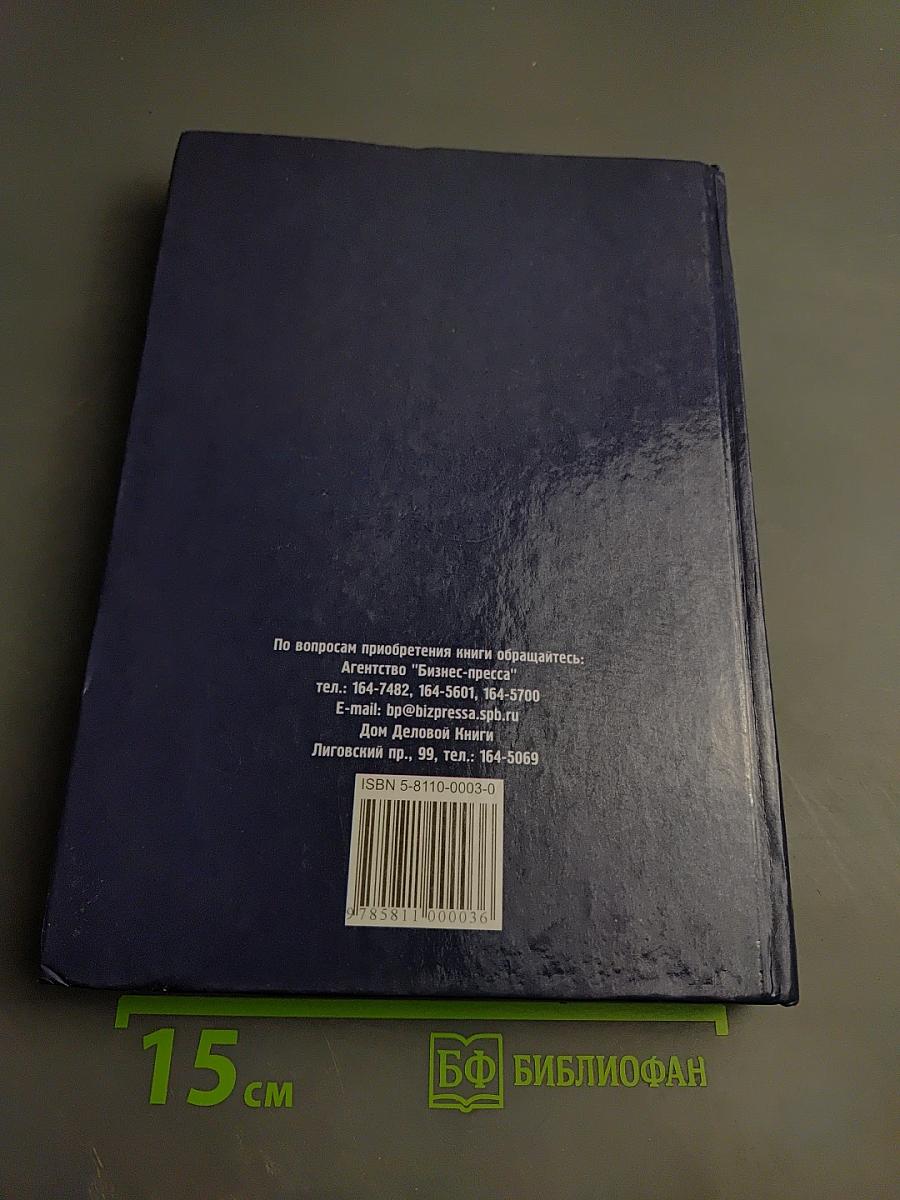 По вопросам приобретения книги обращайтесь:
Агентство "Бизнес-пресса"
тел.: 164-7482, 164-5601, 164-5700
E-mail: bp@bizpressa.spb.ru
Дом Деловой Книги
Лиговский пр., 99, тел.: 164-5069
ISBN 5-8110-0003-0
9 785811 000036
15 см
БФ БИБЛИОФАН